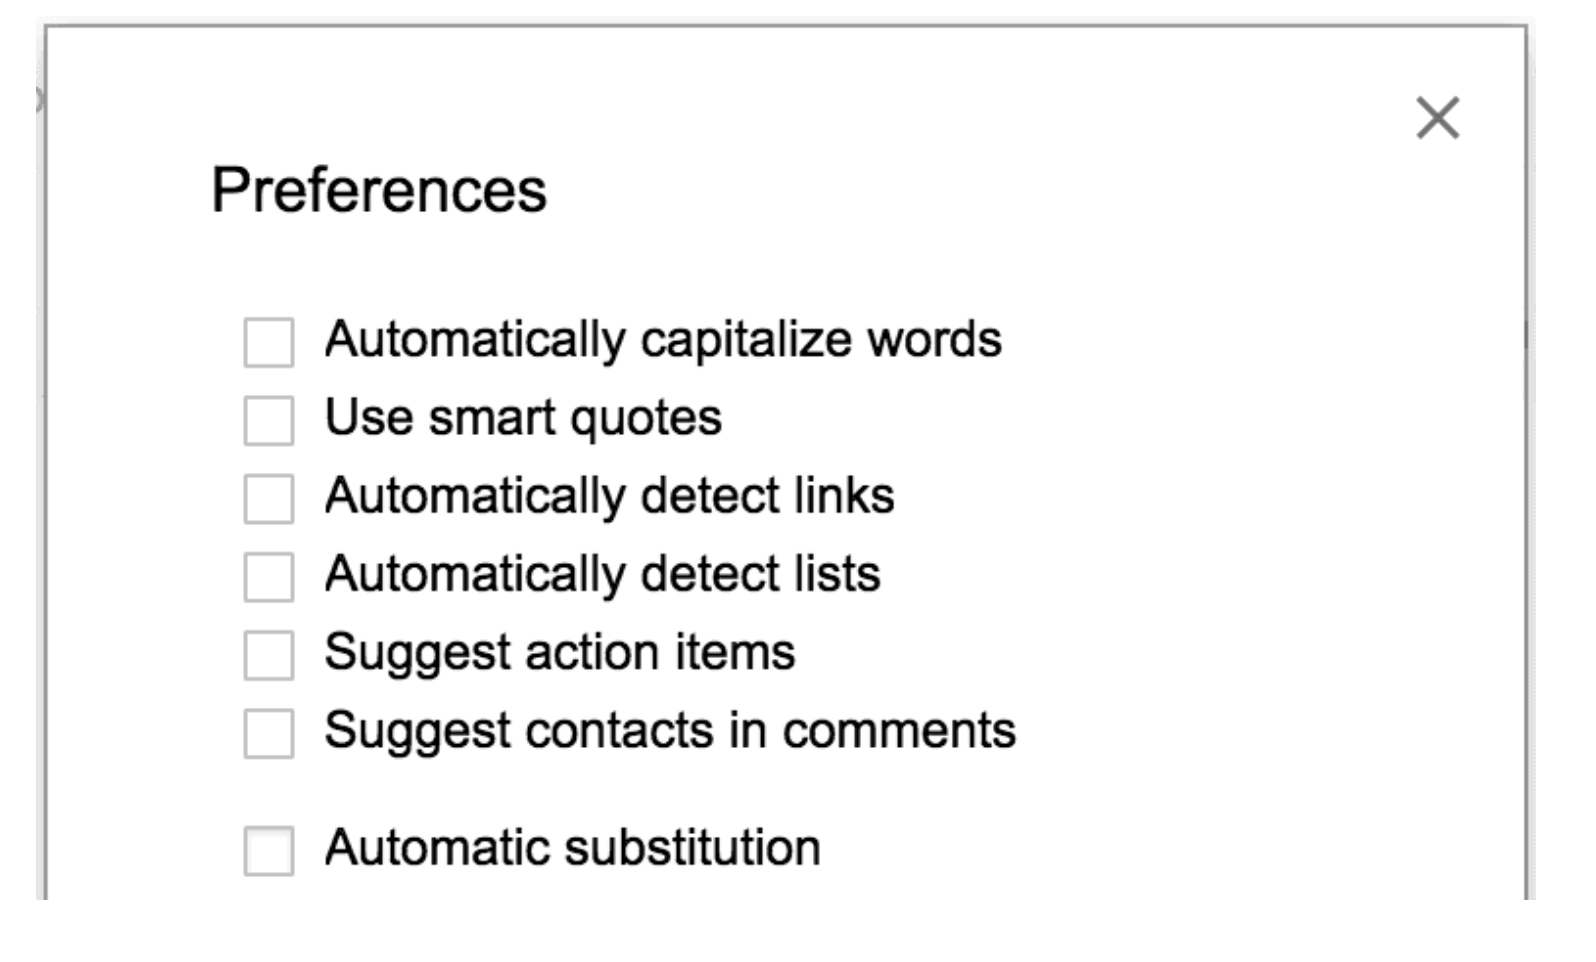 Preferences
Automatically capitalize words
Use smart quotes
Automatically detect links
Automatically detect lists
Suggest action items
Suggest contacts in comments
Automatic substitution